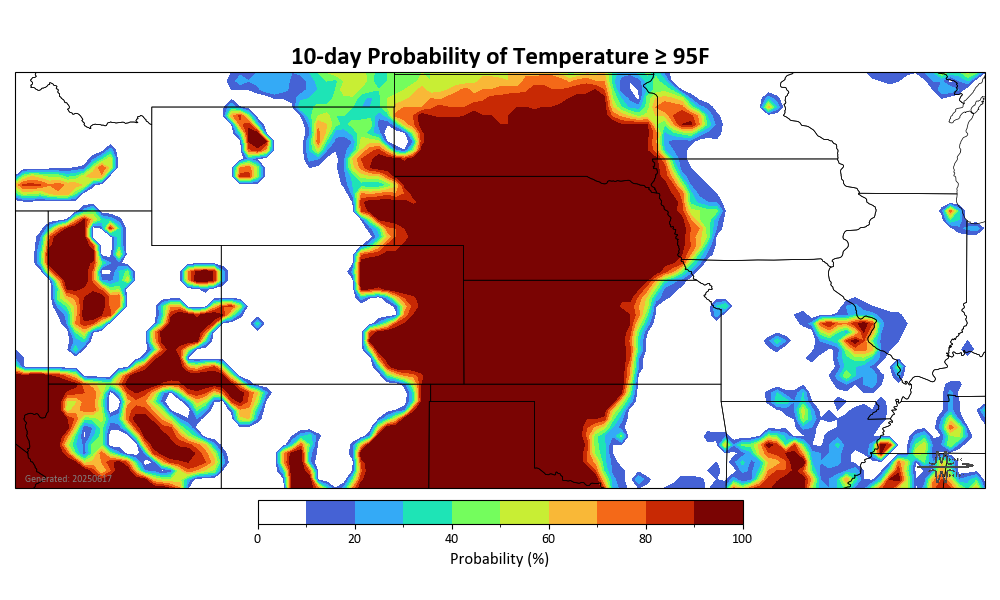 10-day Probability of Temperature ≥ 95F
Generated: 20250817
0 20 40 60 80 100
Probability (%)